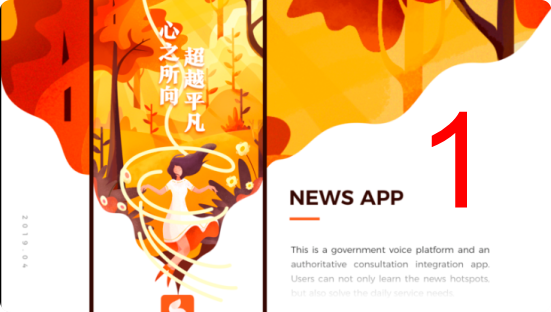 心之所向
超越平凡
1
NEWS APP
2019.04
This is a government voice platform and an
authoritative consultation integration app.
Users can not only learn the news hotspots,
but also solve the daily service needs.